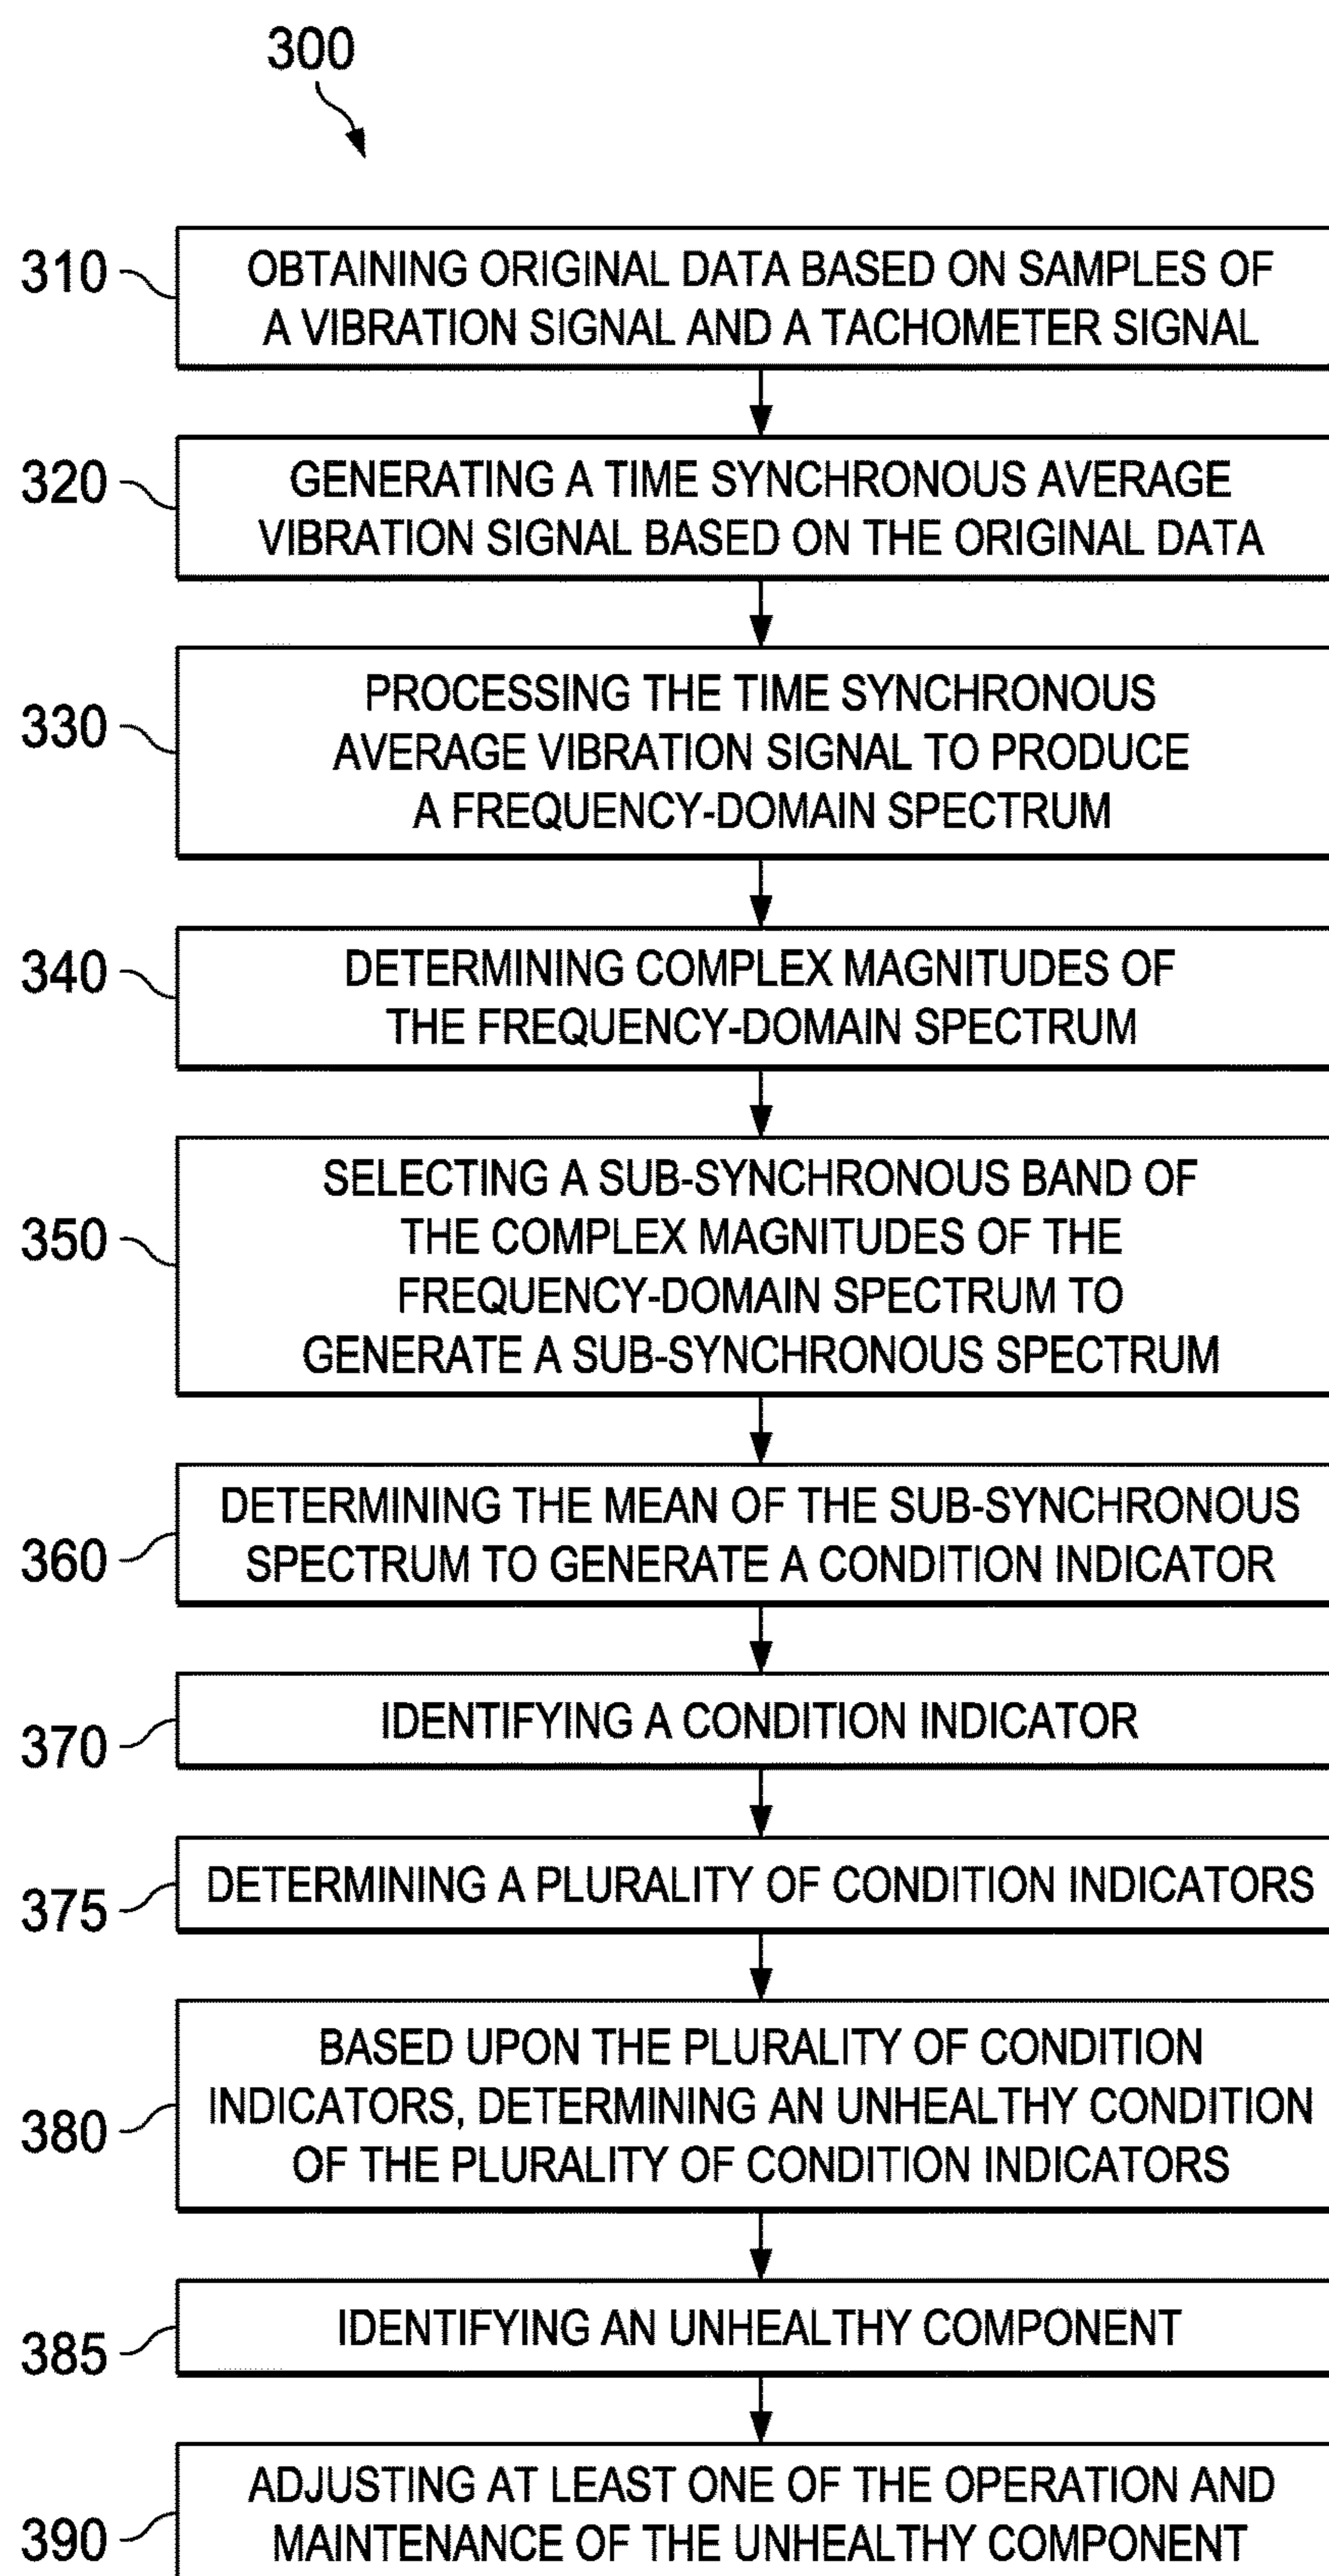 300
310
OBTAINING ORIGINAL DATA BASED ON SAMPLES OF
A VIBRATION SIGNAL AND A TACHOMETER SIGNAL
320
GENERATING A TIME SYNCHRONOUS AVERAGE
VIBRATION SIGNAL BASED ON THE ORIGINAL DATA
330
PROCESSING THE TIME SYNCHRONOUS
AVERAGE VIBRATION SIGNAL TO PRODUCE
A FREQUENCY-DOMAIN SPECTRUM
340
DETERMINING COMPLEX MAGNITUDES OF
THE FREQUENCY-DOMAIN SPECTRUM
350
SELECTING A SUB-SYNCHRONOUS BAND OF
THE COMPLEX MAGNITUDES OF THE
FREQUENCY-DOMAIN SPECTRUM TO
GENERATE A SUB-SYNCHRONOUS SPECTRUM
360
DETERMINING THE MEAN OF THE SUB-SYNCHRONOUS
SPECTRUM TO GENERATE A CONDITION INDICATOR
370
IDENTIFYING A CONDITION INDICATOR
375
DETERMINING A PLURALITY OF CONDITION INDICATORS
380
BASED UPON THE PLURALITY OF CONDITION
INDICATORS, DETERMINING AN UNHEALTHY CONDITION
OF THE PLURALITY OF CONDITION INDICATORS
385
IDENTIFYING AN UNHEALTHY COMPONENT
390
ADJUSTING AT LEAST ONE OF THE OPERATION AND
MAINTENANCE OF THE UNHEALTHY COMPONENT